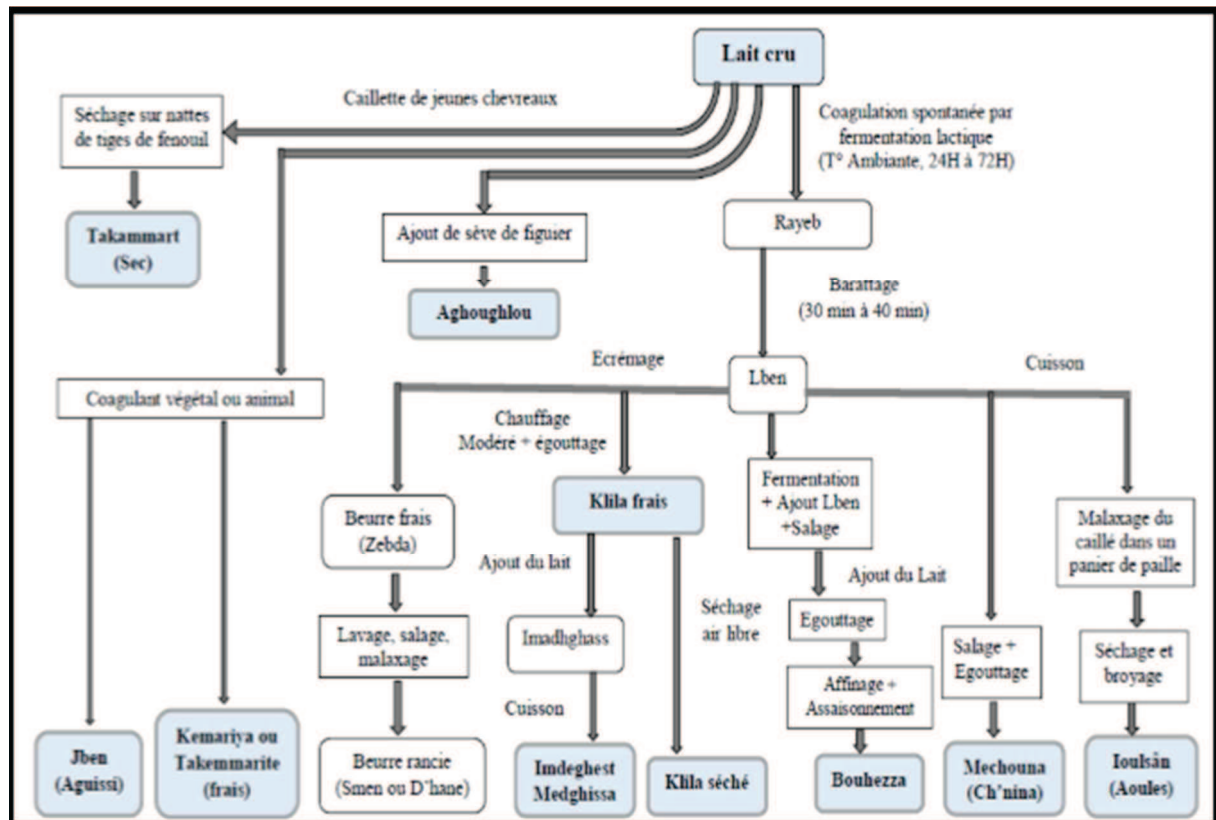 Lait cru
Caillette de jeunes chevreaux
Séchage sur nattes
de tiges de fenouil
Coagulation spontanée par
fermentation lactique
(T° Ambiante, 24H à 72H)
Takammart
(Sec)
Ajout de sève de figuier
Rayeb
Aghoughlou
Barattage
(30 min à 40 min)
Ecrémage
Lben
Cuisson
Coagulant végétal ou animal
Chauffage
Modéré + égouttage
Fermentation
+ Ajout Lben
+Salage
Klila frais
Beurre frais
(Zebda)
Malaxage du
caillé dans un
panier de paille
Ajout du lait
Ajout du Lait
Séchage
air libre
Egouttage
Lavage, salage,
malaxage
Imadhghass
Salage +
Egouttage
Séchage et
broyage
Affinage +
Assaisonnement
Cuisson
Jben
(Aguissi)
Kemariya ou
Takemmarite
(frais)
Beurre rancie
(Smen ou D'hane)
Imdeghest
Medghissa
Klila séché
Bouhezza
Mechouna
(Ch'nina)
Ioulsân
(Aoules)